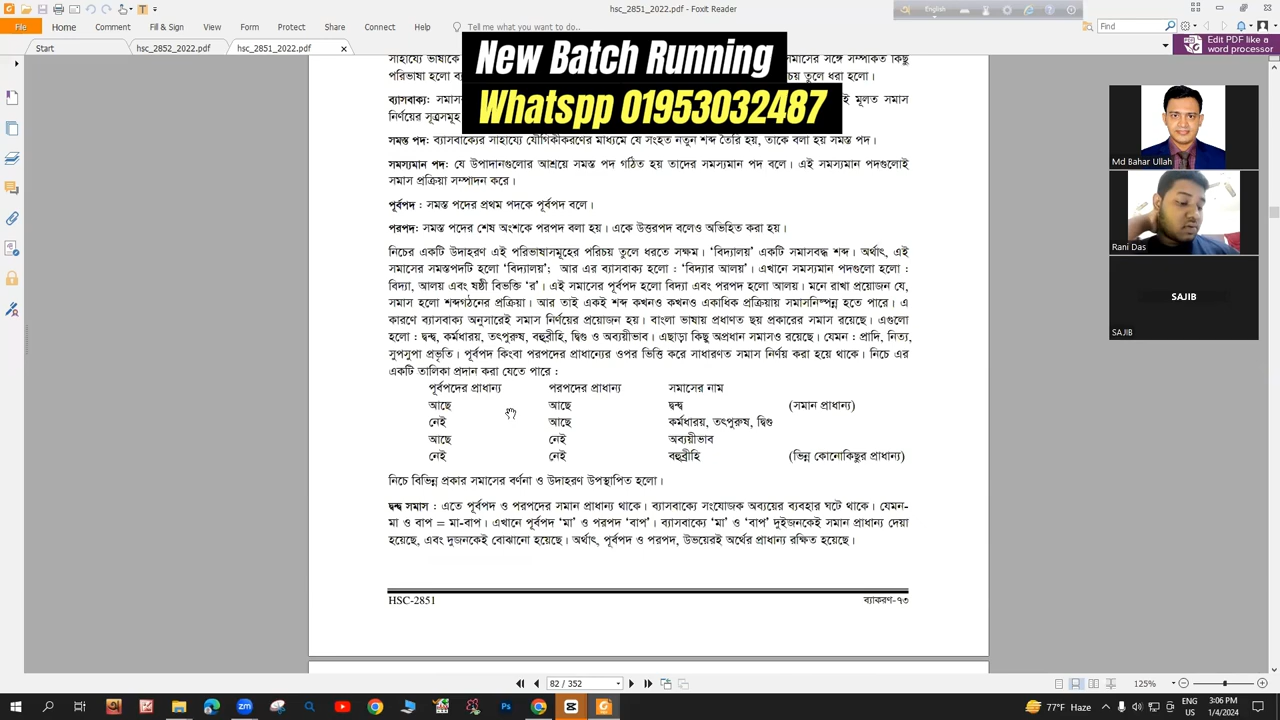 hsc_2851_2022.pdf - Foxit Reader
English
File Home Comment Fill & Sign View Form Protect Share Connect Help Tell me what you want to do.. Find
Start hsc_2852_2022.pdf hsc_2851_2022.pdf
Edit PDF like a
word processor
New Batch Running
Whatspp 01953032487
সাহায্যে ভাষাকে সমাসের সঙ্গে সম্পর্কিত কিছু
পরিভাষা হলো চয় তুলে ধরা হলো।
ব্যাসবাক্য: ই মূলত সমাস
নির্ণয়ের সূত্রসমূহ
সমস্ত পদ: ব্যাসবাক্যের সাহায্যে যৌগিকীকরণের মাধ্যমে যে সংহত নতুন শব্দ তৈরি হয়, তাকে বলা হয় সমস্ত পদ।
সমস্যমান পদ: যে উপাদানগুলোর আশ্রয়ে সমস্ত পদ গঠিত হয় তাদের সমস্যমান পদ বলে। এই সমস্যমান পদগুলোই
সমাস প্রক্রিয়া সম্পাদন করে।
পূর্বপদ : সমস্ত পদের প্রথম পদকে পূর্বপদ বলে।
পরপদ: সমস্ত পদের শেষ অংশকে পরপদ বলা হয়। একে উত্তরপদ বলেও অভিহিত করা হয়।
নিচের একটি উদাহরণ এই পরিভাষাসমূহের পরিচয় তুলে ধরতে সক্ষম। ‘বিদ্যালয়’ একটি সমাসবদ্ধ শব্দ। অর্থাৎ, এই
সমাসের সমস্তপদটি হলো ‘বিদ্যালয়’; আর এর ব্যাসবাক্য হলো : ‘বিদ্যার আলয়’। এখানে সমস্যমান পদগুলো হলো :
বিদ্যা, আলয় এবং ষষ্ঠী বিভক্তি ‘র’। এই সমাসের পূর্বপদ হলো বিদ্যা এবং পরপদ হলো আলয়। মনে রাখা প্রয়োজন যে,
সমাস হলো শব্দগঠনের প্রক্রিয়া। আর তাই একই শব্দ কখনও কখনও একাধিক প্রক্রিয়ায় সমাসনিষ্পন্ন হতে পারে। এ
কারণে ব্যাসবাক্য অনুসারেই সমাস নির্ণয়ের প্রয়োজন হয়। বাংলা ভাষায় প্রধাণত ছয় প্রকারের সমাস রয়েছে। এগুলো
হলো : দ্বন্দ্ব, কর্মধারয়, তৎপুরুষ, বহুব্রীহি, দ্বিগু ও অব্যয়ীভাব। এছাড়া কিছু অপ্রধান সমাসও রয়েছে। যেমন : প্রাদি, নিত্য,
সুপসুপা প্রভৃতি। পূর্বপদ কিংবা পরপদের প্রাধান্যের ওপর ভিত্তি করে সাধারণত সমাস নির্ণয় করা হয়ে থাকে। নিচে এর
একটি তালিকা প্রদান করা যেতে পারে :
পূর্বপদের প্রাধান্য পরপদের প্রাধান্য সমাসের নাম
আছে আছে দ্বন্দ্ব (সমান প্রাধান্য)
নেই আছে কর্মধারয়, তৎপুরুষ, দ্বিগু
আছে নেই অব্যয়ীভাব
নেই নেই বহুব্রীহি (ভিন্ন কোনোকিছুর প্রাধান্য)
নিচে বিভিন্ন প্রকার সমাসের বর্ণনা ও উদাহরণ উপস্থাপিত হলো।
দ্বন্দ্ব সমাস : এতে পূর্বপদ ও পরপদের সমান প্রাধান্য থাকে। ব্যাসবাক্যে সংযোজক অব্যয়ের ব্যবহার ঘটে থাকে। যেমন-
মা ও বাপ = মা-বাপ। এখানে পূর্বপদ ‘মা’ ও পরপদ ‘বাপ’। ব্যাসবাক্যে ‘মা’ ও ‘বাপ’ দুইজনকেই সমান প্রাধান্য দেয়া
হয়েছে, এবং দুজনকেই বোঝানো হয়েছে। অর্থাৎ, পূর্বপদ ও পরপদ, উভয়েরই অর্থের প্রাধান্য রক্ষিত হয়েছে।
HSC-2851 ব্যাকরণ-৭৩
Md Bahar Ullah
Rani Das
SAJIB
SAJIB
82 / 352
125%
77°F Haze
ENG
US
3:06 PM
1/4/2024